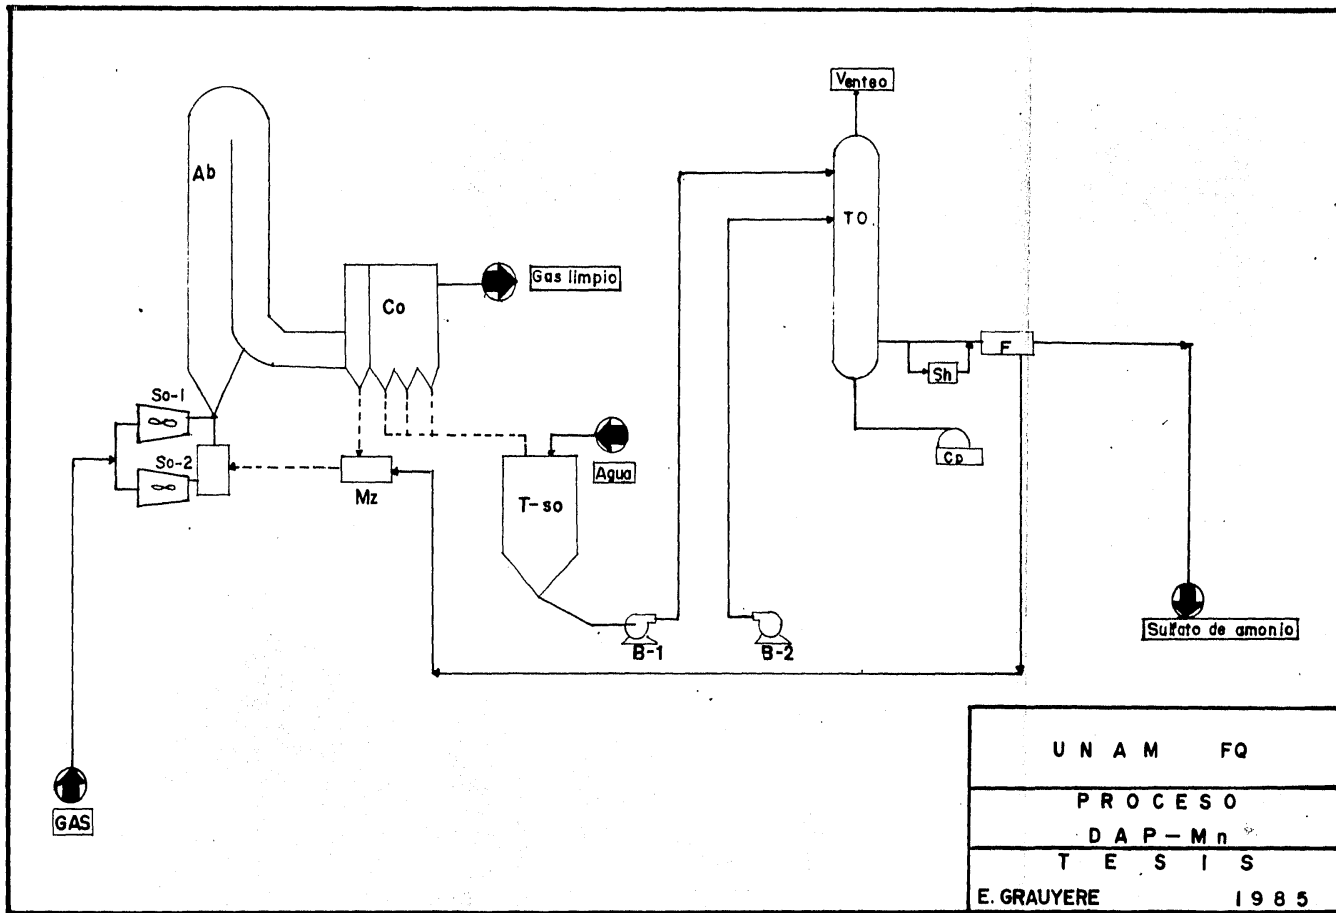 Venteo
Ab
TO
Gas limpio
Co
F
Sh
So-1
So-2
Agua
Cp
Mz
T-so
B-1
B-2
Sulfato de amonio
GAS
UNAM FQ
PROCESO
DAP-Mn
TESIS
E. GRAUYERE 1985